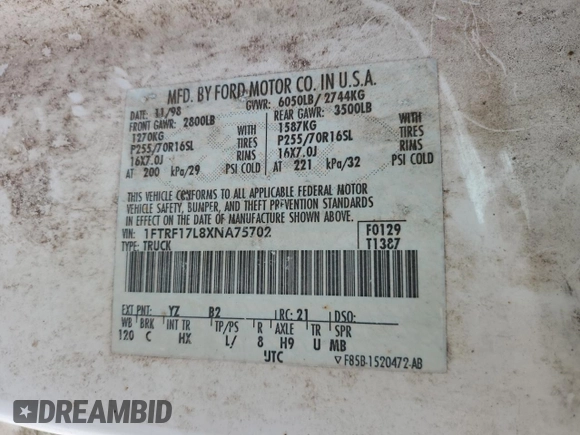 MFD. BY FORD MOTOR CO. IN U.S.A.
DATE: 11/98 GVWR: 6050LB/ 2744KG
FRONT GAWR: 2800LB REAR GAWR: 3500LB
1270KG WITH 1587KG WITH
P255/70R16SL TIRES P255/70R16SL TIRES
16X7.0J RIMS 16X7.0J RIMS
AT 200 kPa/29 PSI COLD AT 221 kPa/32 PSI COLD
THIS VEHICLE CONFORMS TO ALL APPLICABLE FEDERAL MOTOR
VEHICLE SAFETY, BUMPER, AND THEFT PREVENTION STANDARDS
IN EFFECT ON THE DATE OF MANUFACTURE SHOWN ABOVE.
VIN: 1FTRF17L8XNA75702 F0129
TYPE: TRUCK T1387
EXT PNT: YZ B2 RC: 21 DSO:
WB BRK INT TR TP/PS R AXLE TR SPR
120 C HX L/ 8 H9 U MB
UTC
F85B-1520472-AB
DREAMBID